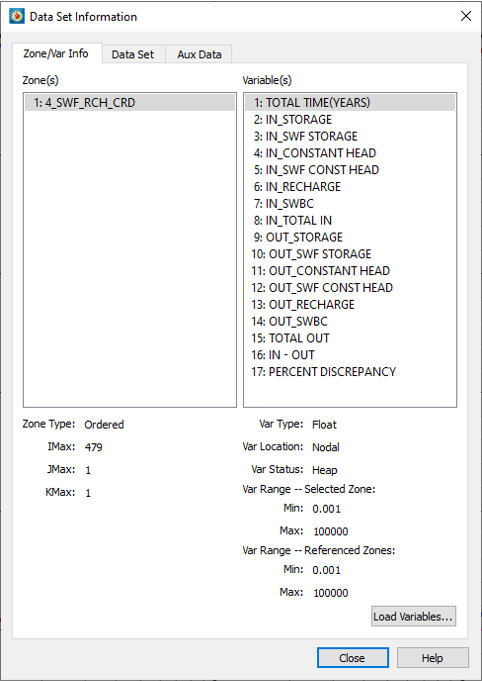 Data Set Information
Zone/Var Info
Data Set
Aux Data
Zone(s)
1: 4_SWF_RCH_CRD
Variable(s)
1: TOTAL TIME(YEARS)
2: IN_STORAGE
3: IN_SWF STORAGE
4: IN_CONSTANT HEAD
5: IN_SWF CONST HEAD
6: IN_RECHARGE
7: IN_SWBC
8: IN_TOTAL IN
9: OUT_STORAGE
10: OUT_SWF STORAGE
11: OUT_CONSTANT HEAD
12: OUT_SWF CONST HEAD
13: OUT_RECHARGE
14: OUT_SWBC
15: TOTAL OUT
16: IN - OUT
17: PERCENT DISCREPANCY
Zone Type: Ordered
IMax: 479
JMax: 1
KMax: 1
Var Type: Float
Var Location: Nodal
Var Status: Heap
Var Range -- Selected Zone:
Min: 0.001
Max: 100000
Var Range -- Referenced Zones:
Min: 0.001
Max: 100000
Load Variables...
Close
Help